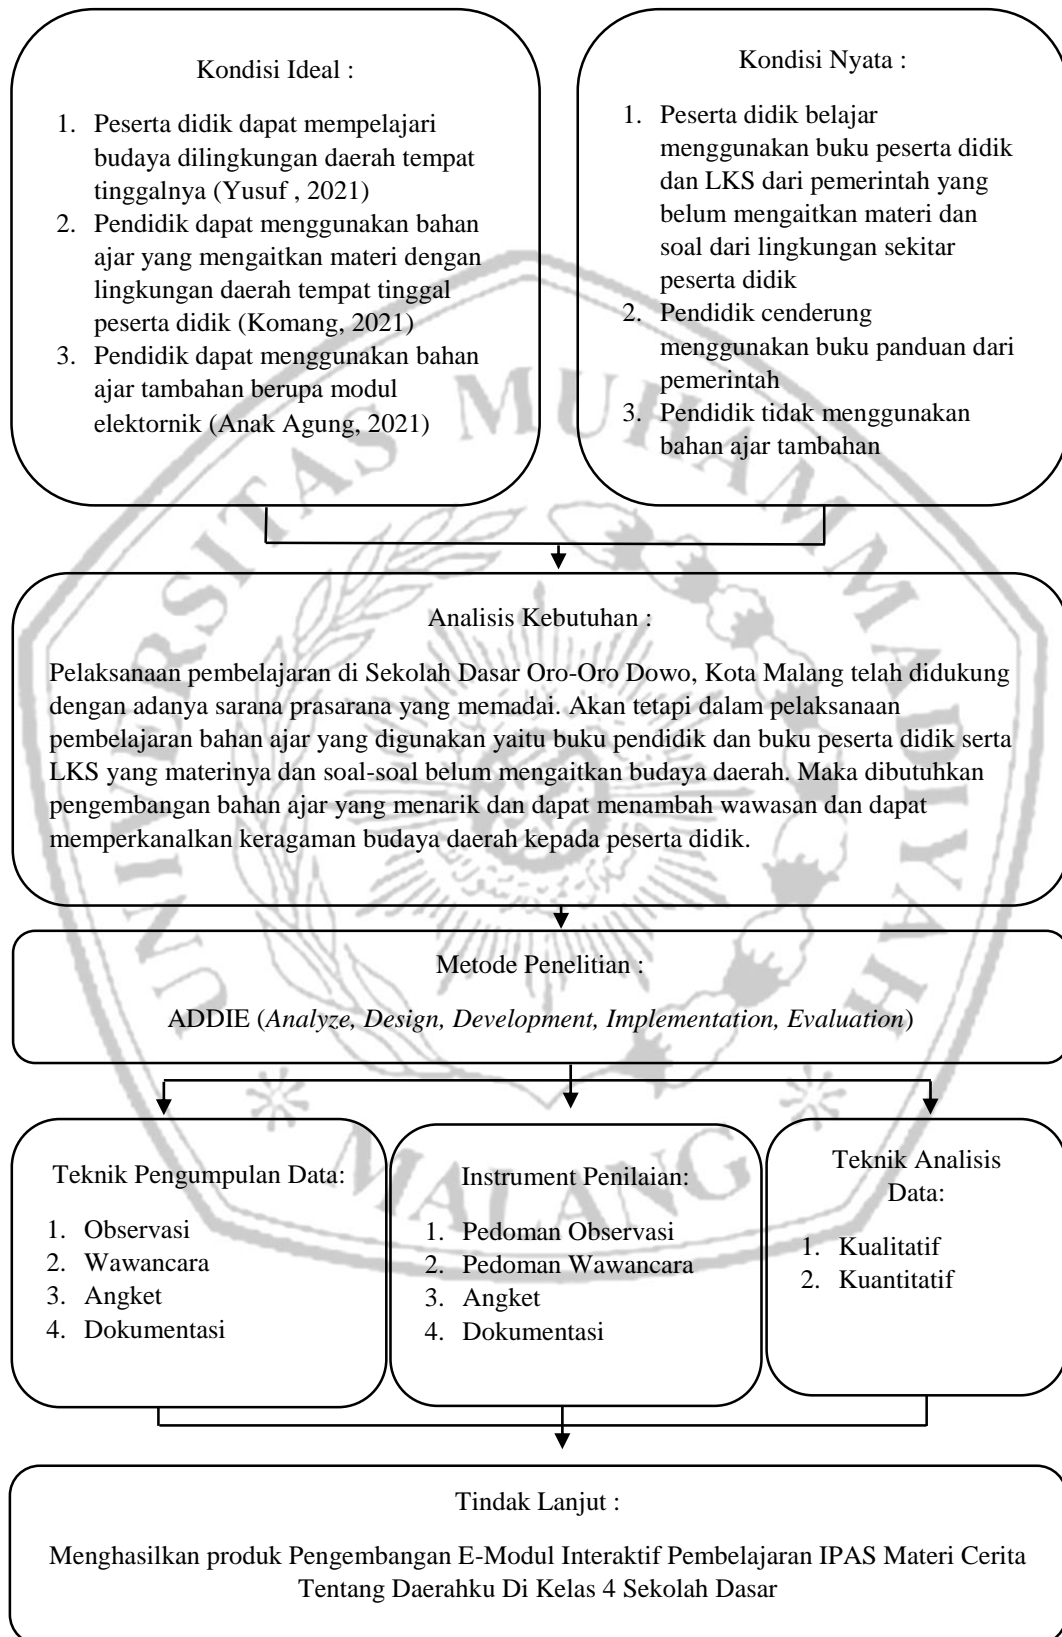 Kondisi Ideal :
1. Peserta didik dapat mempelajari
budaya dilingkungan daerah tempat
tinggalnya (Yusuf , 2021)
2. Pendidik dapat menggunakan bahan
ajar yang mengaitkan materi dengan
lingkungan daerah tempat tinggal
peserta didik (Komang, 2021)
3. Pendidik dapat menggunakan bahan
ajar tambahan berupa modul
elektornik (Anak Agung, 2021)
Kondisi Nyata :
1. Peserta didik belajar
menggunakan buku peserta didik
dan LKS dari pemerintah yang
belum mengaitkan materi dan
soal dari lingkungan sekitar
peserta didik
2. Pendidik cenderung
menggunakan buku panduan dari
pemerintah
3. Pendidik tidak menggunakan
bahan ajar tambahan
Analisis Kebutuhan :
Pelaksanaan pembelajaran di Sekolah Dasar Oro-Oro Dowo, Kota Malang telah didukung
dengan adanya sarana prasarana yang memadai. Akan tetapi dalam pelaksanaan
pembelajaran bahan ajar yang digunakan yaitu buku pendidik dan buku peserta didik serta
LKS yang materinya dan soal-soal belum mengaitkan budaya daerah. Maka dibutuhkan
pengembangan bahan ajar yang menarik dan dapat menambah wawasan dan dapat
memperkanalkan keragaman budaya daerah kepada peserta didik.
Metode Penelitian :
ADDIE (Analyze, Design, Development, Implementation, Evaluation)
Teknik Pengumpulan Data:
1. Observasi
2. Wawancara
3. Angket
4. Dokumentasi
Instrument Penilaian:
1. Pedoman Observasi
2. Pedoman Wawancara
3. Angket
4. Dokumentasi
Teknik Analisis
Data:
1. Kualitatif
2. Kuantitatif
Tindak Lanjut :
Menghasilkan produk Pengembangan E-Modul Interaktif Pembelajaran IPAS Materi Cerita
Tentang Daerahku Di Kelas 4 Sekolah Dasar
UNIVERSITAS MUHAMMADIYAH
MALANG